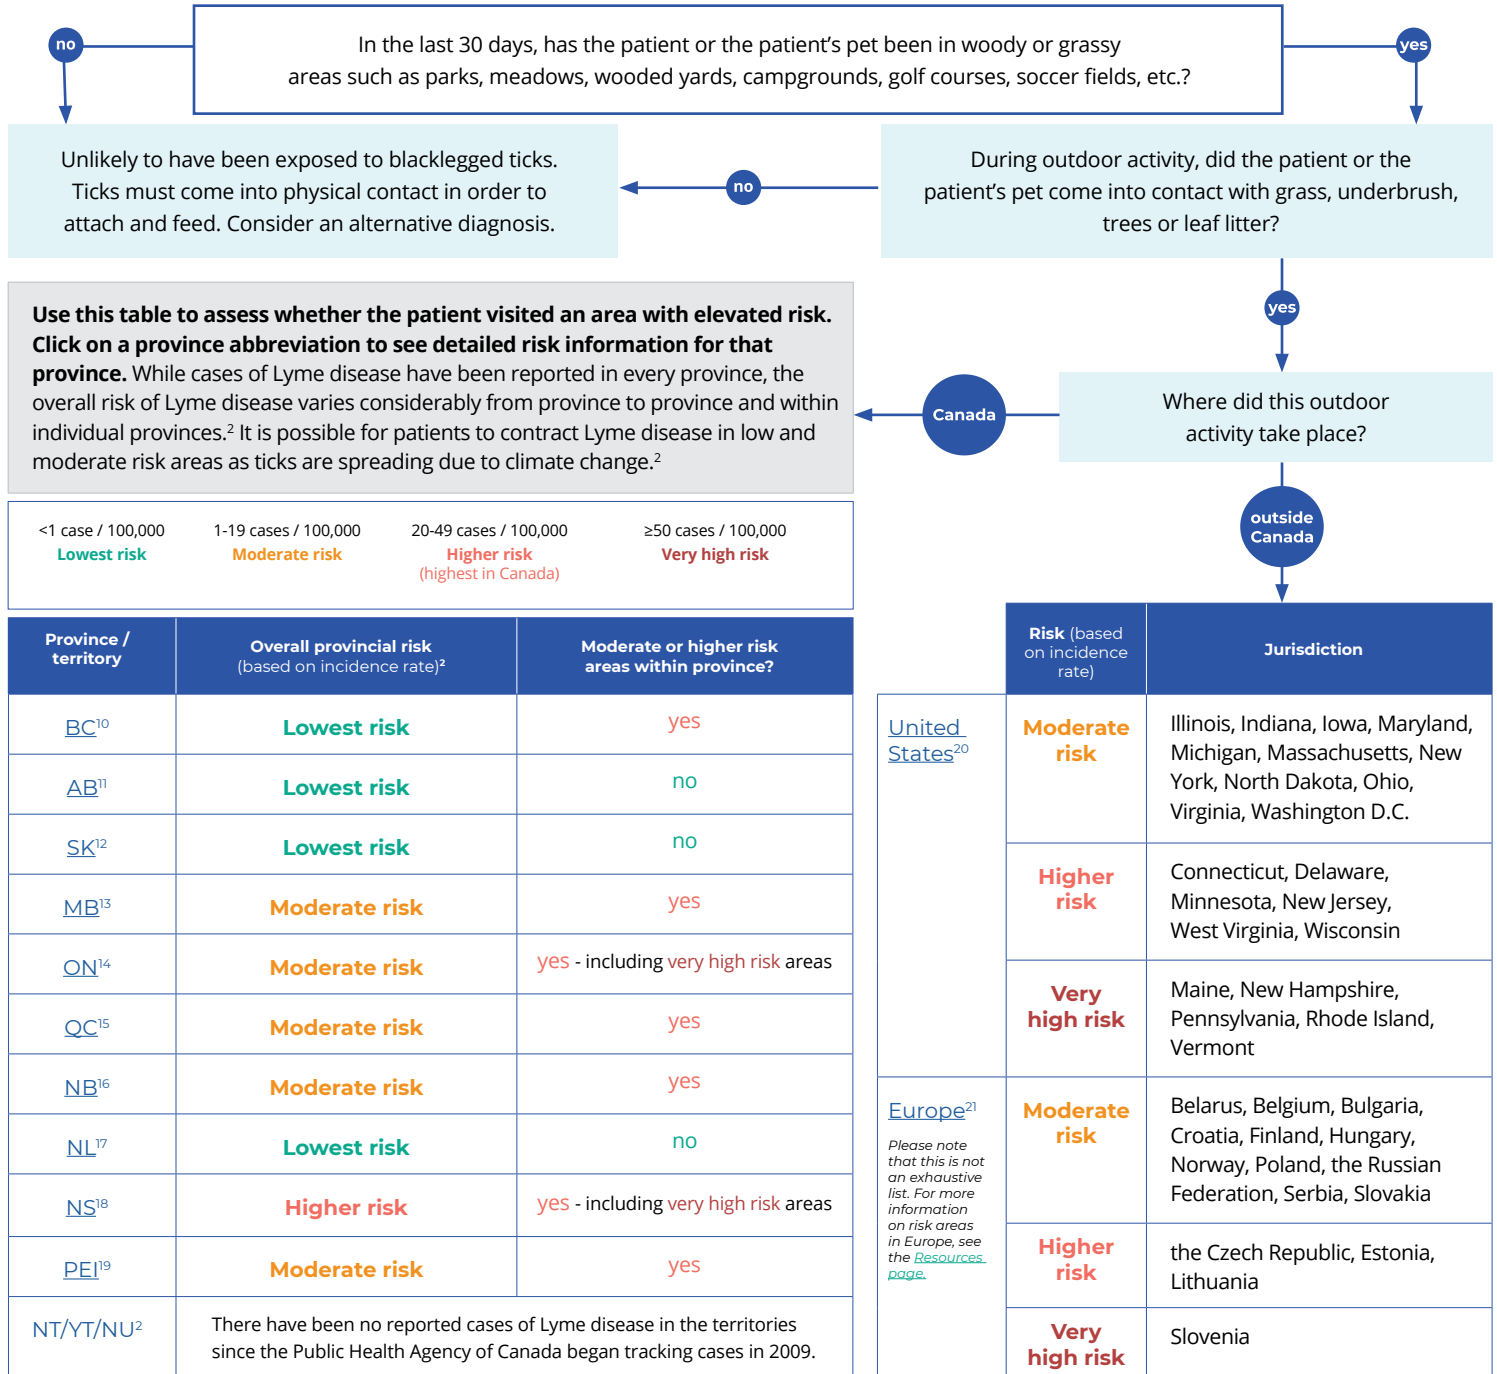 no
In the last 30 days, has the patient or the patient’s pet been in woody or grassy
areas such as parks, meadows, wooded yards, campgrounds, golf courses, soccer fields, etc.?
yes
Unlikely to have been exposed to blacklegged ticks.
Ticks must come into physical contact in order to
attach and feed. Consider an alternative diagnosis.
no
During outdoor activity, did the patient or the
patient’s pet come into contact with grass, underbrush,
trees or leaf litter?
yes
Use this table to assess whether the patient visited an area with elevated risk.
Click on a province abbreviation to see detailed risk information for that
province. While cases of Lyme disease have been reported in every province, the
overall risk of Lyme disease varies considerably from province to province and within
individual provinces.² It is possible for patients to contract Lyme disease in low and
moderate risk areas as ticks are spreading due to climate change.²
Canada
Where did this outdoor
activity take place?
outside
Canada
<1 case / 100,000
Lowest risk
1-19 cases / 100,000
Moderate risk
20-49 cases / 100,000
Higher risk
(highest in Canada)
≥50 cases / 100,000
Very high risk
Province /
territory
Overall provincial risk
(based on incidence rate)²
Moderate or higher risk
areas within province?
BC¹⁰
Lowest risk
yes
AB¹¹
Lowest risk
no
SK¹²
Lowest risk
no
MB¹³
Moderate risk
yes
ON¹⁴
Moderate risk
yes - including very high risk areas
QC¹⁵
Moderate risk
yes
NB¹⁶
Moderate risk
yes
NL¹⁷
Lowest risk
no
NS¹⁸
Higher risk
yes - including very high risk areas
PEI¹⁹
Moderate risk
yes
NT/YT/NU²
There have been no reported cases of Lyme disease in the territories
since the Public Health Agency of Canada began tracking cases in 2009.
Risk (based
on incidence
rate)
Jurisdiction
United
States²⁰
Moderate
risk
Illinois, Indiana, Iowa, Maryland,
Michigan, Massachusetts, New
York, North Dakota, Ohio,
Virginia, Washington D.C.
Higher
risk
Connecticut, Delaware,
Minnesota, New Jersey,
West Virginia, Wisconsin
Very
high risk
Maine, New Hampshire,
Pennsylvania, Rhode Island,
Vermont
Europe²¹
Please note
that this is not
an exhaustive
list. For more
information
on risk areas
in Europe, see
the Resources
page.
Moderate
risk
Belarus, Belgium, Bulgaria,
Croatia, Finland, Hungary,
Norway, Poland, the Russian
Federation, Serbia, Slovakia
Higher
risk
the Czech Republic, Estonia,
Lithuania
Very
high risk
Slovenia